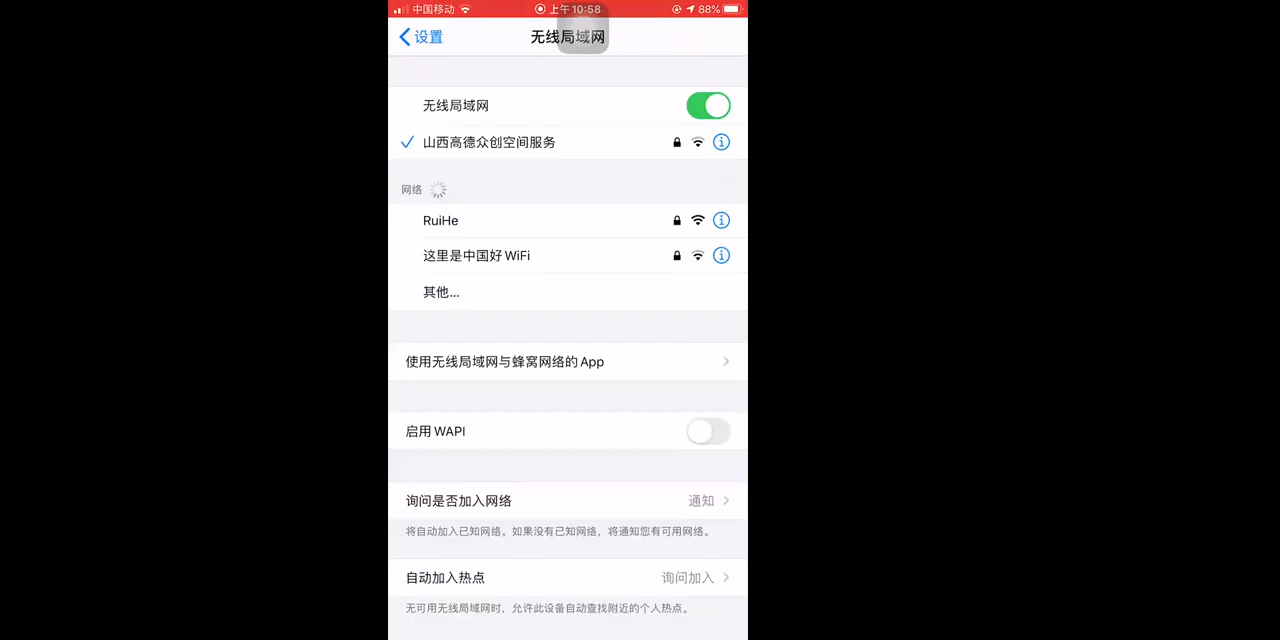 中国移动 上午10:58 88%
设置 无线局域网
无线局域网
山西高德众创空间服务
网络
RuiHe
这里是中国好WiFi
其他...
使用无线局域网与蜂窝网络的App
启用WAPI
询问是否加入网络 通知
将自动加入已知网络。如果没有已知网络，将通知您有可用网络。
自动加入热点 询问加入
无可用无线局域网时，允许此设备自动查找附近的个人热点。